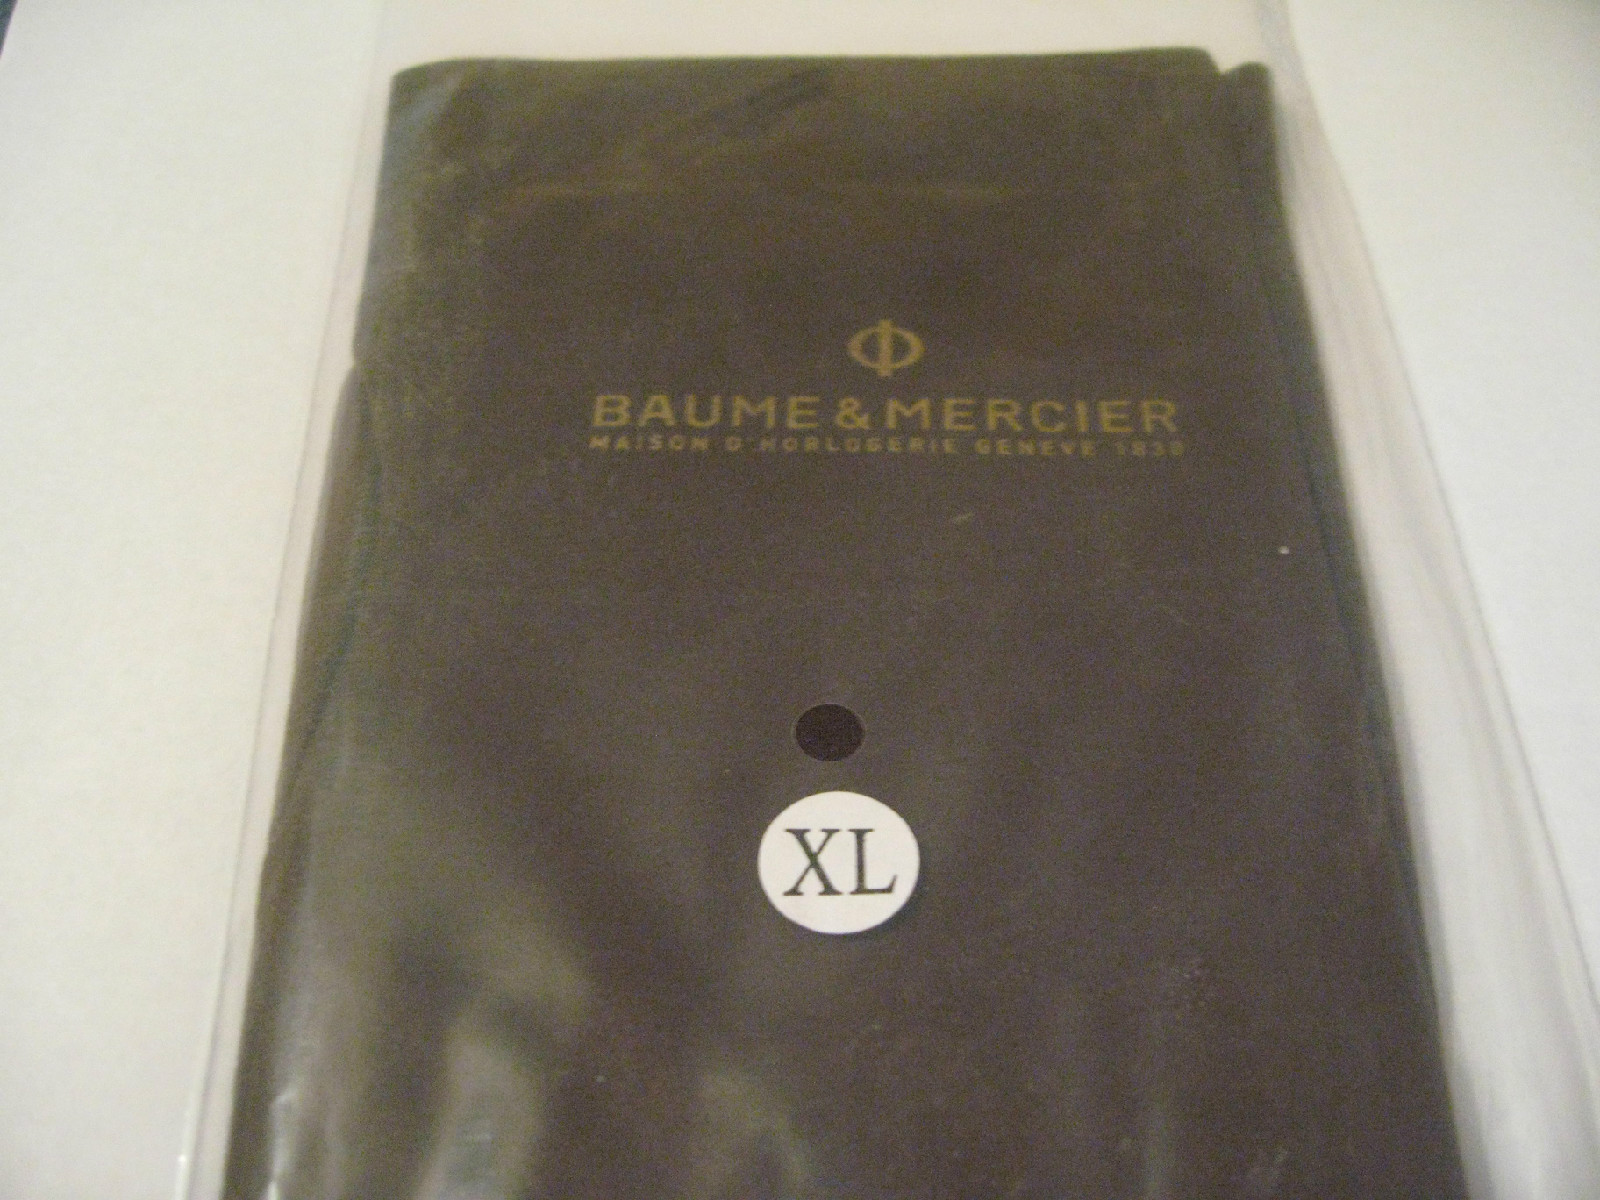 BAUME & MERCIER
MAISON D'HORLOGERIE GENEVE 1830
XL